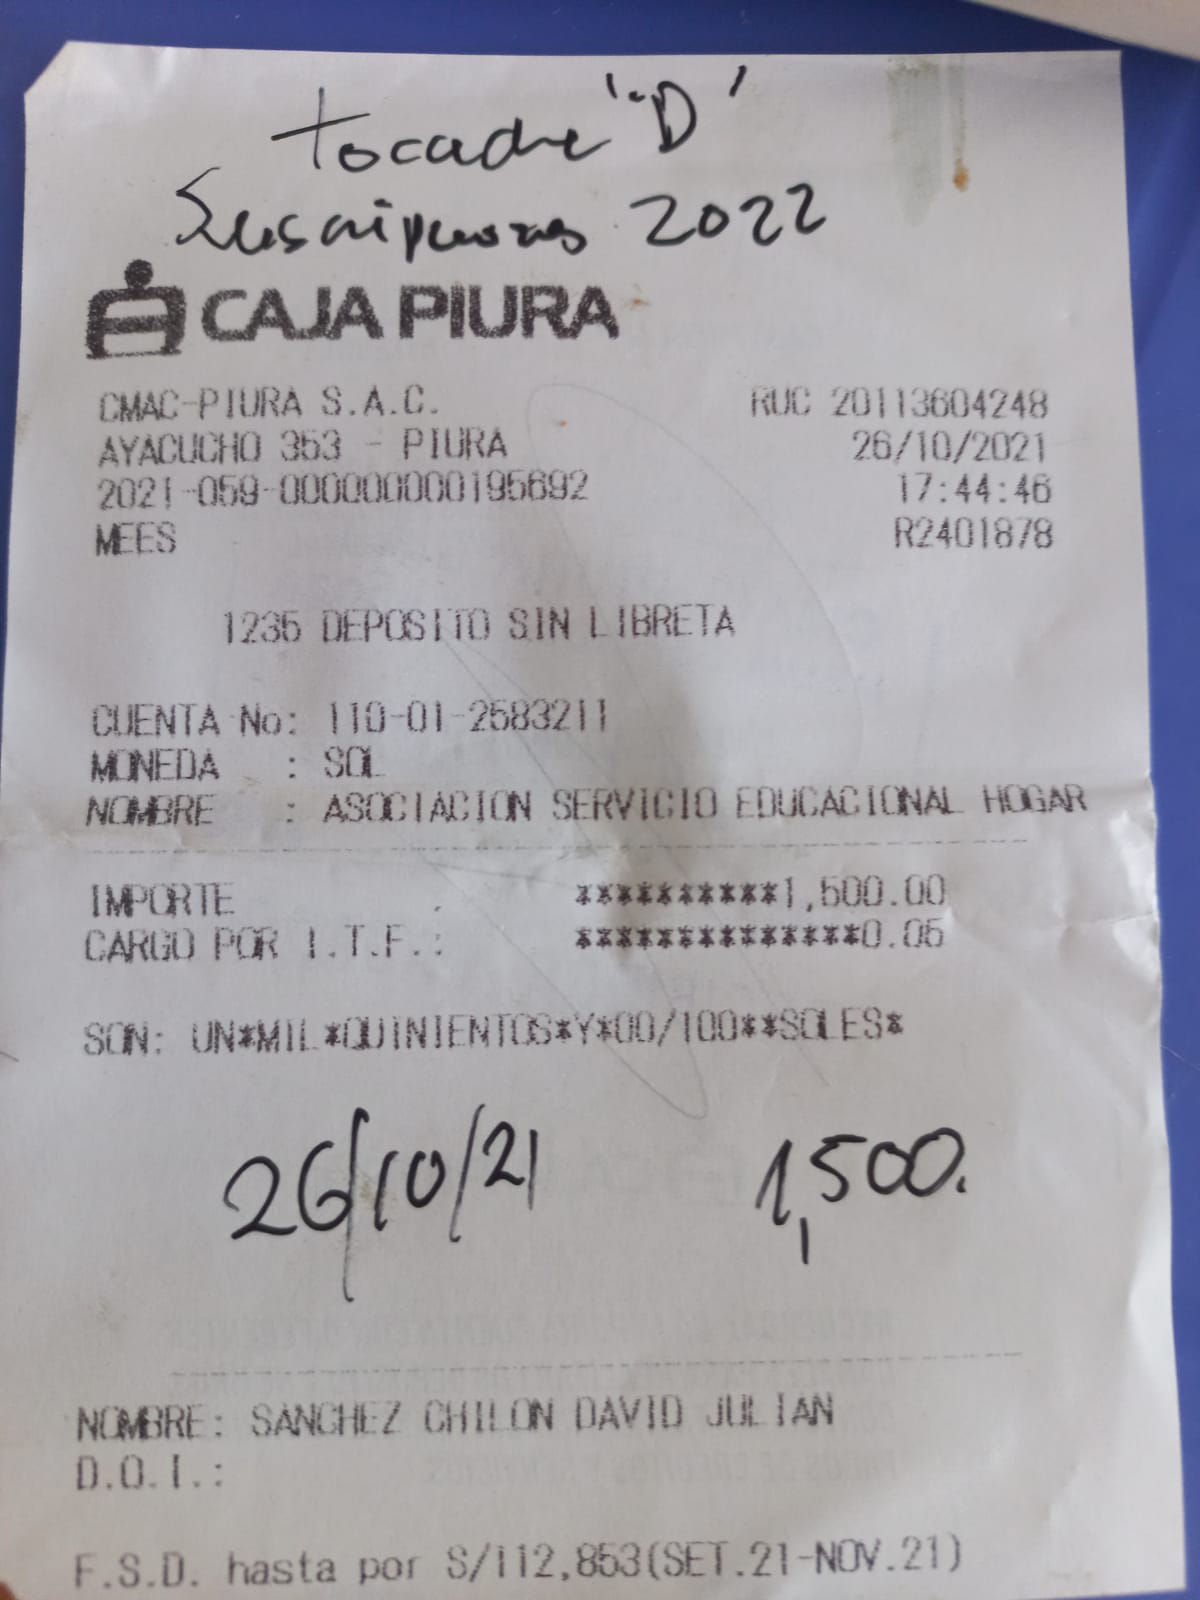 Tocache "D"
Suscripciones 2022
CAJA PIURA
CMAC-PIURA S.A.C. RUC 20113604248
AYACUCHO 353 - PIURA 26/10/2021
2021-059-000000000195692 17:44:46
MEES R2401878
1235 DEPOSITO SIN LIBRETA
CUENTA No: 110-01-2583211
MONEDA : SOL
NOMBRE : ASOCIACION SERVICIO EDUCACIONAL HOGAR
IMPORTE : **********1,500.00
CARGO POR I.T.F.: **************0.05
SON: UN*MIL*QUINIENTOS*Y*00/100**SOLES*
26/10/21 1,500.
NOMBRE: SANCHEZ CHILON DAVID JULIAN
D.O.I.:
F.S.D. hasta por S/112,853(SET.21-NOV.21)